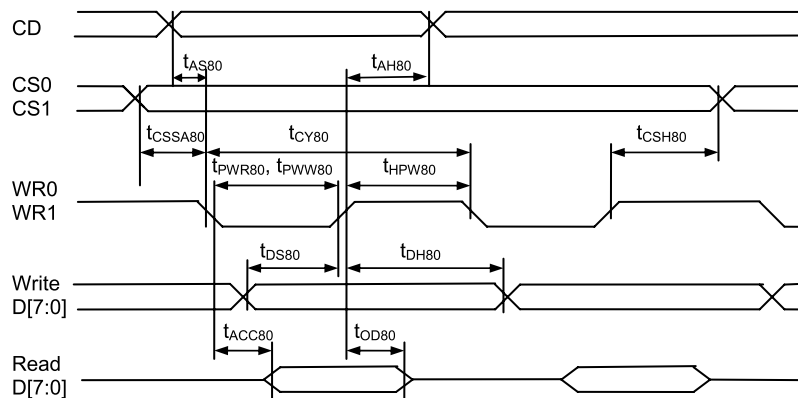 CD
tAS80
tAH80
CS0
CS1
tCSSA80
tCY80
tCSH80
tPWR80, tPWW80
tHPW80
WR0
WR1
tDS80
tDH80
Write
D[7:0]
tACC80
tOD80
Read
D[7:0]